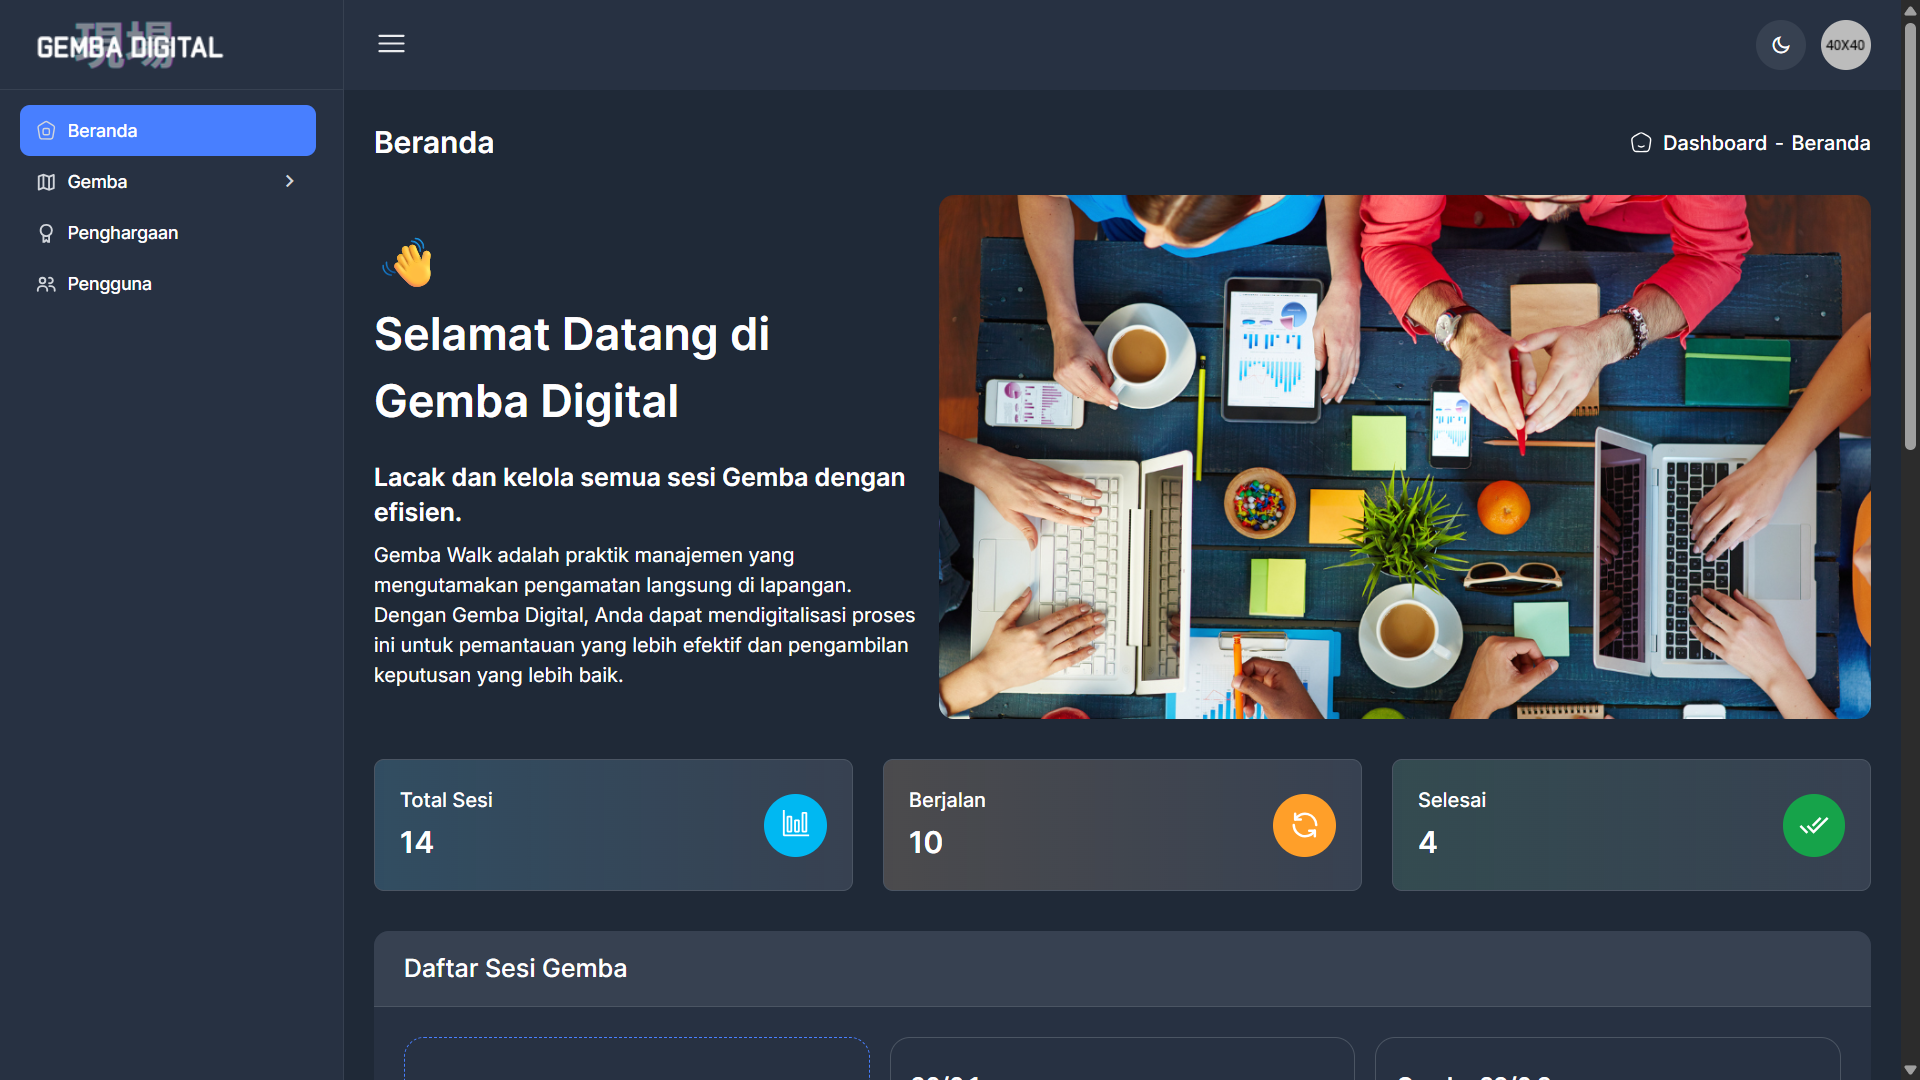 現場
GEMBA DIGITAL
40X40
Beranda
Gemba
Penghargaan
Pengguna
Beranda
Dashboard - Beranda
Selamat Datang di
Gemba Digital
Lacak dan kelola semua sesi Gemba dengan
efisien.
Gemba Walk adalah praktik manajemen yang
mengutamakan pengamatan langsung di lapangan.
Dengan Gemba Digital, Anda dapat mendigitalisasi proses
ini untuk pemantauan yang lebih efektif dan pengambilan
keputusan yang lebih baik.
Total Sesi
14
Berjalan
10
Selesai
4
Daftar Sesi Gemba